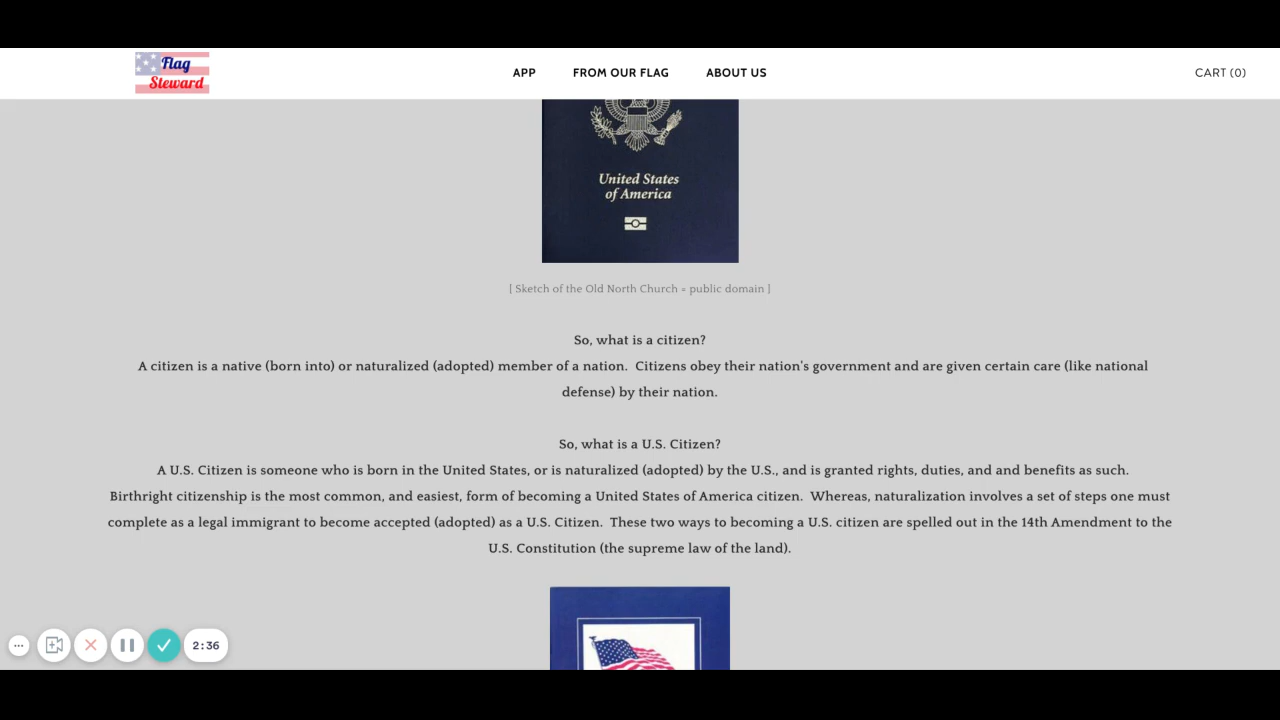 Flag
Steward
APP
FROM OUR FLAG
ABOUT US
CART (0)
United States
of America
[ Sketch of the Old North Church = public domain ]
So, what is a citizen?
A citizen is a native (born into) or naturalized (adopted) member of a nation.  Citizens obey their nation's government and are given certain care (like national
defense) by their nation.
So, what is a U.S. Citizen?
A U.S. Citizen is someone who is born in the United States, or is naturalized (adopted) by the U.S., and is granted rights, duties, and and benefits as such.
Birthright citizenship is the most common, and easiest, form of becoming a United States of America citizen.  Whereas, naturalization involves a set of steps one must
complete as a legal immigrant to become accepted (adopted) as a U.S. Citizen.  These two ways to becoming a U.S. citizen are spelled out in the 14th Amendment to the
U.S. Constitution (the supreme law of the land).
2:36